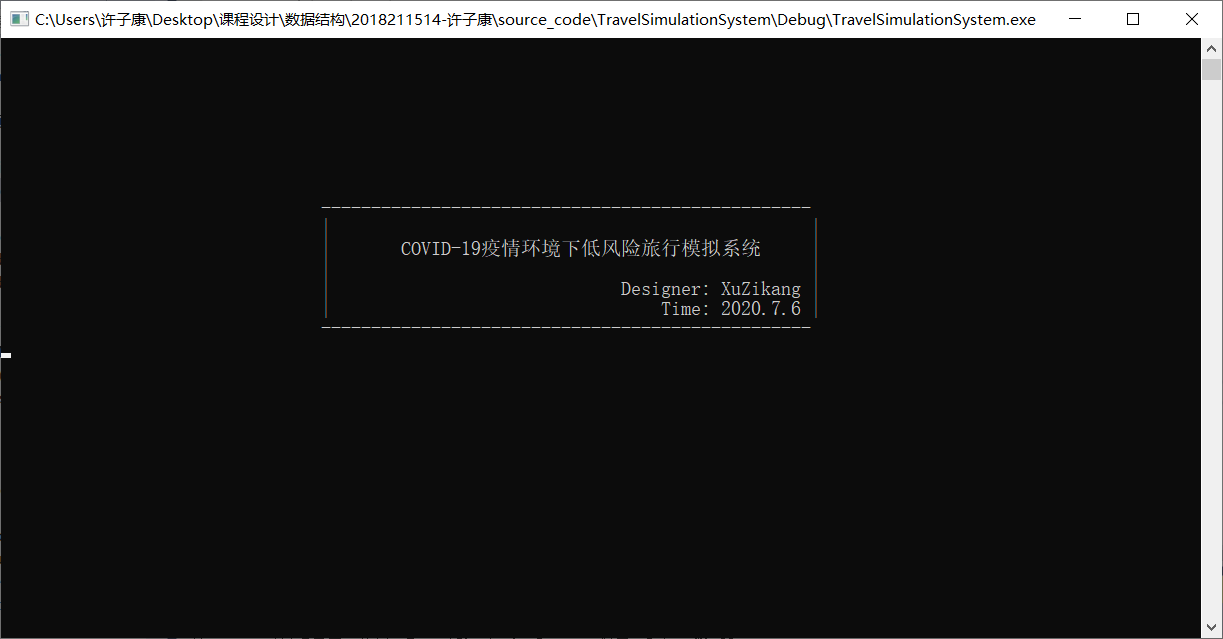 C:\Users\许子康\Desktop\课程设计\数据结构\2018211514-许子康\source_code\TravelSimulationSystem\Debug\TravelSimulationSystem.exe
COVID-19疫情环境下低风险旅行模拟系统
Designer: XuZikang
Time: 2020.7.6